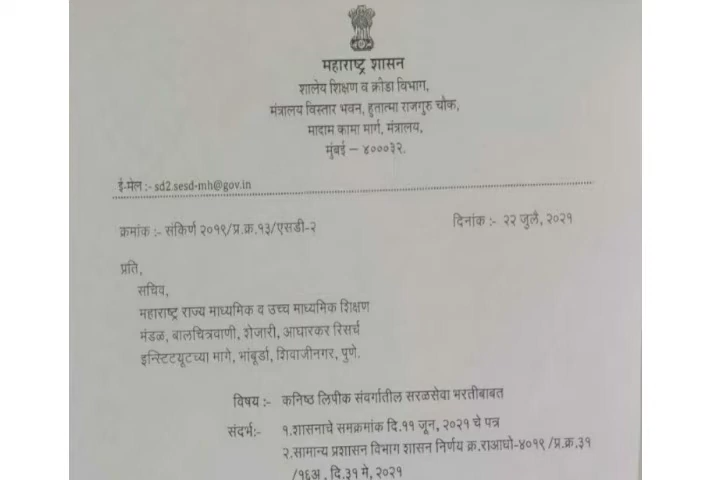 महाराष्ट्र शासन
शालेय शिक्षण व क्रीडा विभाग,
मंत्रालय विस्तार भवन, हुतात्मा राजगुरु चौक,
मादाम कामा मार्ग, मंत्रालय,
मुंबई – ४०००३२.
ई-मेल :- sd2.sesd-mh@gov.in
क्रमांक :- संकिर्ण २०१९/प्र.क्र.१३/एसडी-२ दिनांक :- २२ जुलै, २०२१
प्रति,
सचिव,
महाराष्ट्र राज्य माध्यमिक व उच्च माध्यमिक शिक्षण
मंडळ, बालचित्रवाणी, शेजारी, आघारकर रिसर्च
इन्स्टिटयूटच्या मागे, भांबूर्डा, शिवाजीनगर, पुणे.
विषय :- कनिष्ठ लिपीक संवर्गातील सरळसेवा भरतीबाबत
संदर्भ:- १.शासनाचे समक्रमांक दि.११ जून, २०२१ चे पत्र
२.सामान्य प्रशासन विभाग शासन निर्णय क्र.राआधो-४०१९ /प्र.क्र.३१
/१६अ , दि.३१ मे, २०२१